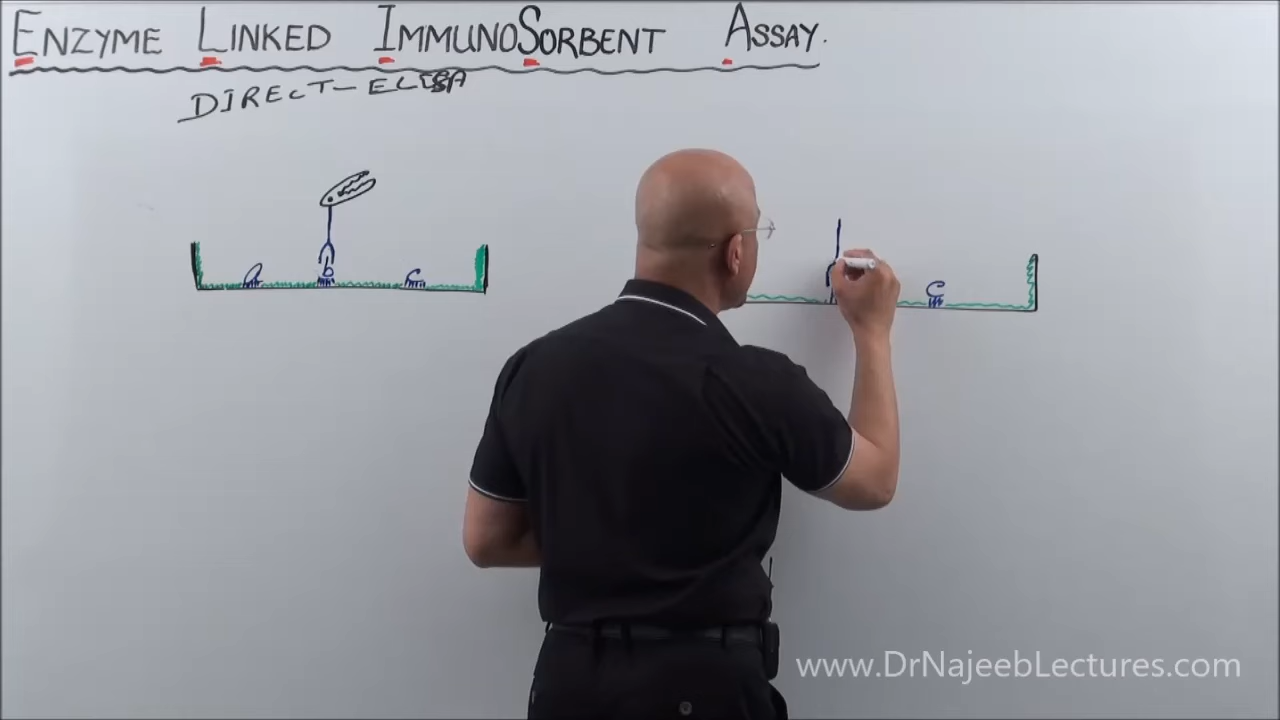 ENZYME LINKED IMMUNOSORBENT ASSAY.
DIRECT-ELISA
a b c
c
www.DrNajeebLectures.com